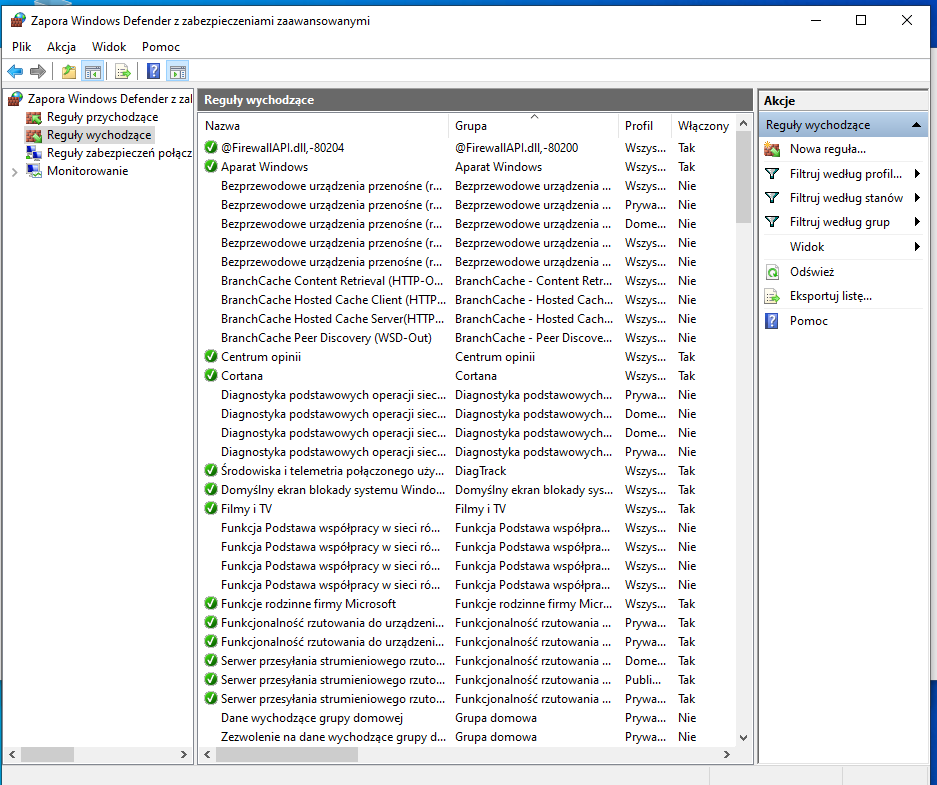 Zapora Windows Defender z zabezpieczeniami zaawansowanymi
Plik Akcja Widok Pomoc
Zapora Windows Defender z zal
Reguły przychodzące
Reguły wychodzące
Reguły zabezpieczeń połącz
Monitorowanie
Reguły wychodzące
Nazwa Grupa Profil Włączony
@FirewallAPI.dll,-80204 @FirewallAPI.dll,-80200 Wszys... Tak
Aparat Windows Aparat Windows Wszys... Tak
Bezprzewodowe urządzenia przenośne (r... Bezprzewodowe urządzenia ... Wszys... Nie
Bezprzewodowe urządzenia przenośne (r... Bezprzewodowe urządzenia ... Prywa... Nie
Bezprzewodowe urządzenia przenośne (r... Bezprzewodowe urządzenia ... Dome... Nie
Bezprzewodowe urządzenia przenośne (r... Bezprzewodowe urządzenia ... Wszys... Nie
Bezprzewodowe urządzenia przenośne (r... Bezprzewodowe urządzenia ... Wszys... Nie
BranchCache Content Retrieval (HTTP-O... BranchCache - Content Retr... Wszys... Nie
BranchCache Hosted Cache Client (HTTP... BranchCache - Hosted Cach... Wszys... Nie
BranchCache Hosted Cache Server(HTTP... BranchCache - Hosted Cach... Wszys... Nie
BranchCache Peer Discovery (WSD-Out) BranchCache - Peer Discove... Wszys... Nie
Centrum opinii Centrum opinii Wszys... Tak
Cortana Cortana Wszys... Tak
Diagnostyka podstawowych operacji siec... Diagnostyka podstawowych... Prywa... Nie
Diagnostyka podstawowych operacji siec... Diagnostyka podstawowych... Dome... Nie
Diagnostyka podstawowych operacji siec... Diagnostyka podstawowych... Dome... Nie
Diagnostyka podstawowych operacji siec... Diagnostyka podstawowych... Prywa... Nie
Środowiska i telemetria połączonego uży... DiagTrack Wszys... Tak
Domyślny ekran blokady systemu Windo... Domyślny ekran blokady sys... Wszys... Tak
Filmy i TV Filmy i TV Wszys... Tak
Funkcja Podstawa współpracy w sieci ró... Funkcja Podstawa współpra... Wszys... Nie
Funkcja Podstawa współpracy w sieci ró... Funkcja Podstawa współpra... Wszys... Nie
Funkcja Podstawa współpracy w sieci ró... Funkcja Podstawa współpra... Wszys... Nie
Funkcja Podstawa współpracy w sieci ró... Funkcja Podstawa współpra... Wszys... Nie
Funkcje rodzinne firmy Microsoft Funkcje rodzinne firmy Micr... Wszys... Tak
Funkcjonalność rzutowania do urządzeni... Funkcjonalność rzutowania ... Prywa... Tak
Funkcjonalność rzutowania do urządzeni... Funkcjonalność rzutowania ... Prywa... Tak
Serwer przesyłania strumieniowego rzuto... Funkcjonalność rzutowania ... Dome... Tak
Serwer przesyłania strumieniowego rzuto... Funkcjonalność rzutowania ... Publi... Tak
Serwer przesyłania strumieniowego rzuto... Funkcjonalność rzutowania ... Prywa... Tak
Dane wychodzące grupy domowej Grupa domowa Prywa... Nie
Zezwolenie na dane wychodzące grupy d... Grupa domowa Prywa... Nie
Akcje
Reguły wychodzące
Nowa reguła...
Filtruj według profil...
Filtruj według stanów
Filtruj według grup
Widok
Odśwież
Eksportuj listę...
Pomoc